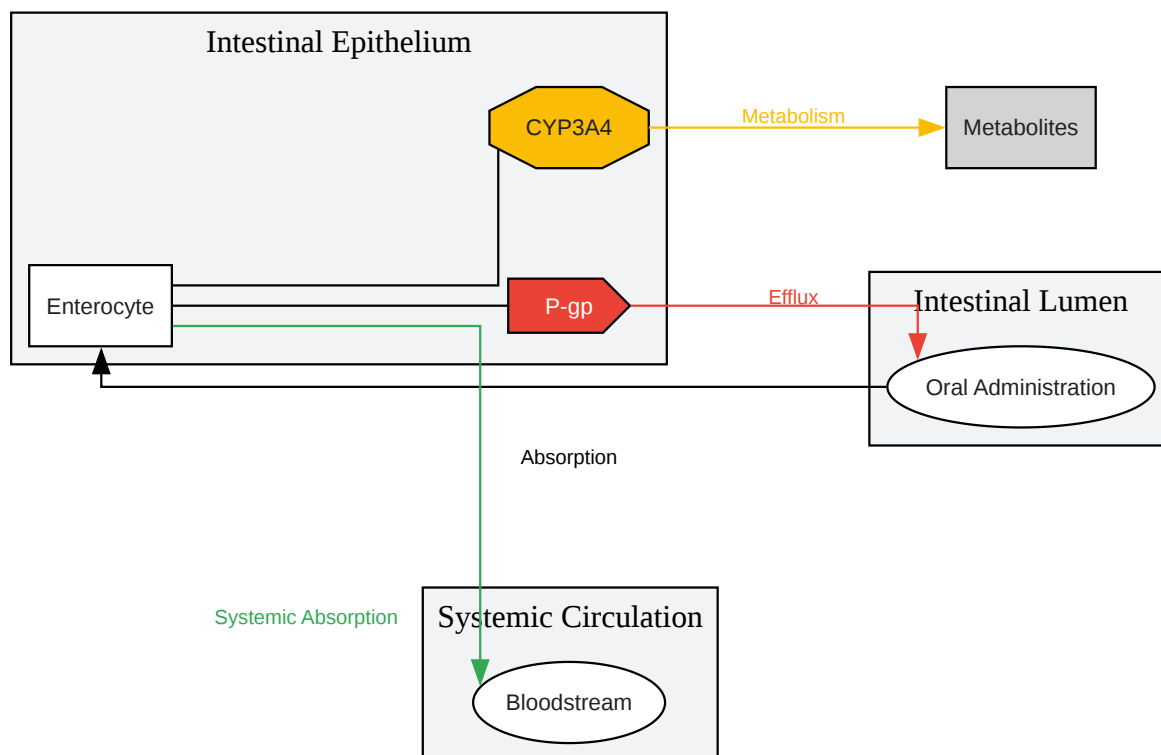 Intestinal Epithelium
CYP3A4
Metabolism
Metabolites
Enterocyte
P-gp
Efflux
Intestinal Lumen
Oral Administration
Absorption
Systemic Absorption
Systemic Circulation
Bloodstream